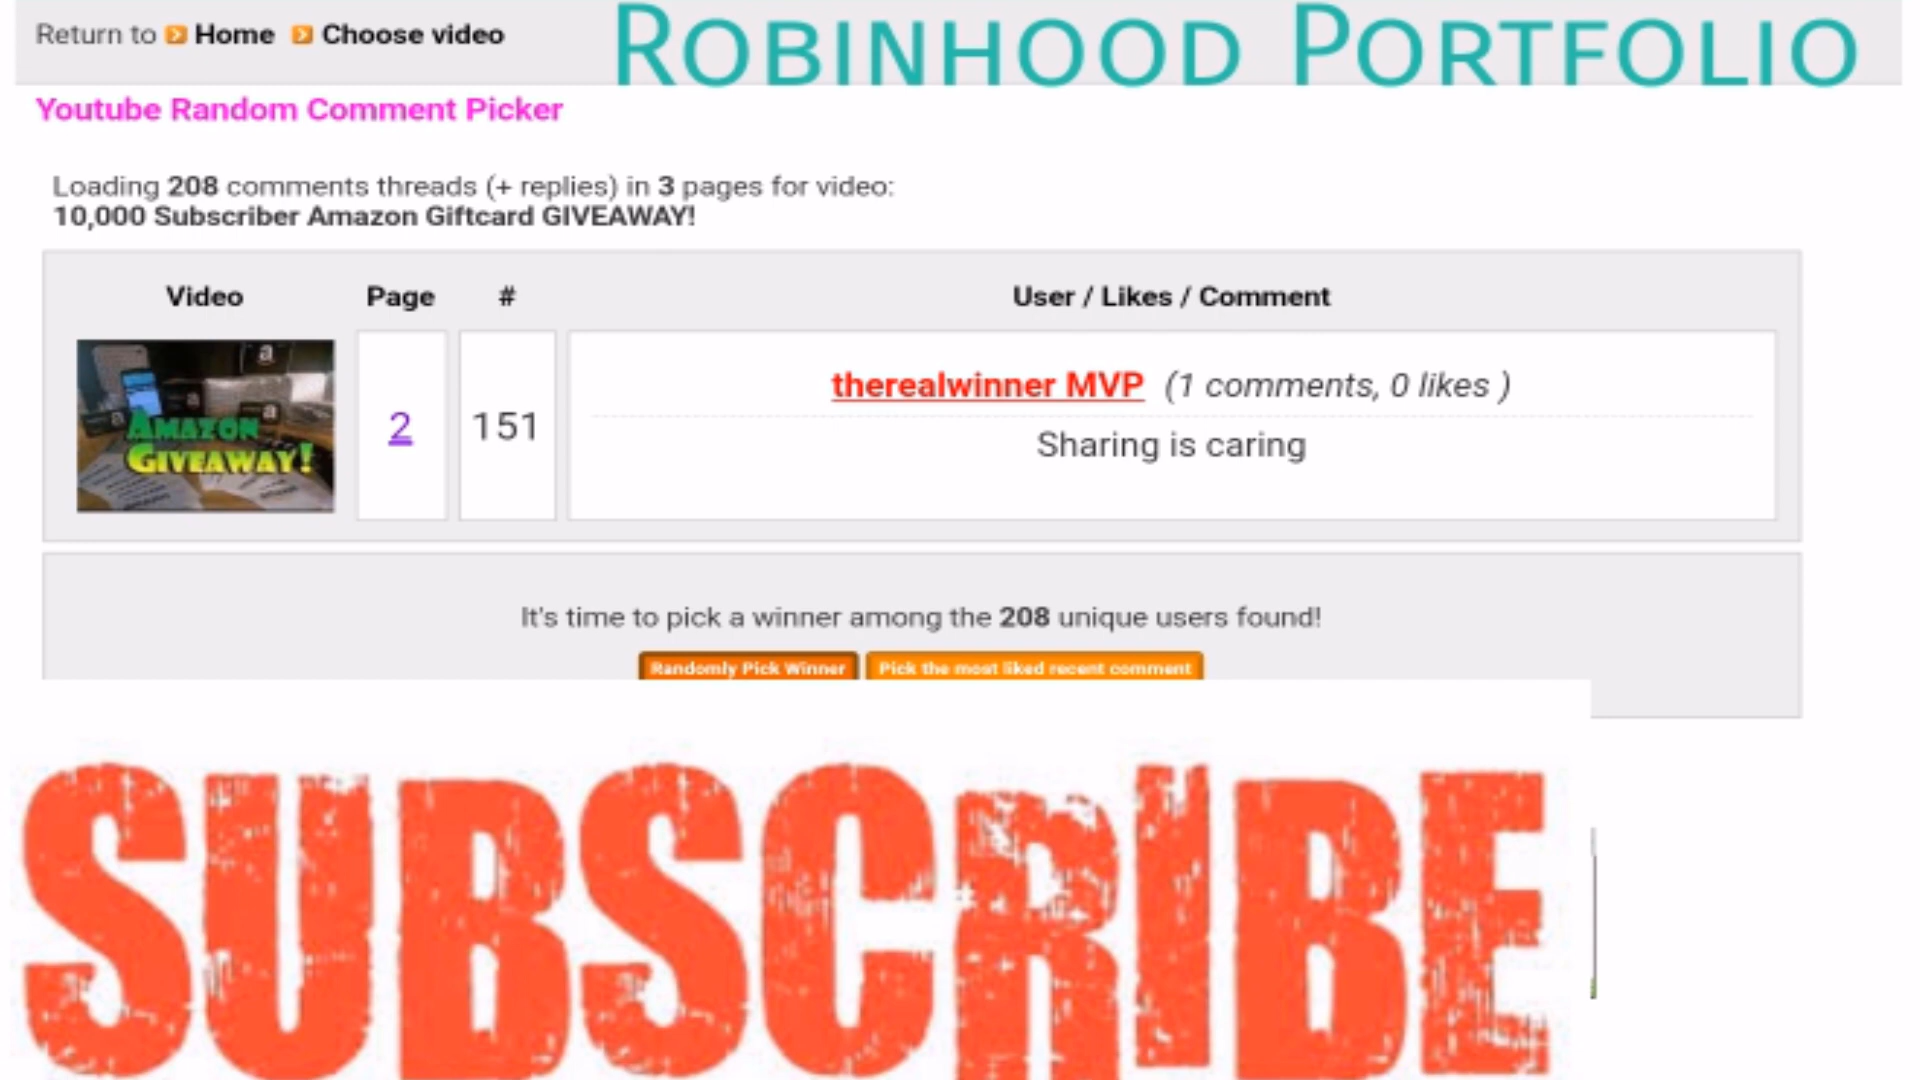 Return to Home Choose video
ROBINHOOD PORTFOLIO
Youtube Random Comment Picker
Loading 208 comments threads (+ replies) in 3 pages for video:
10,000 Subscriber Amazon Giftcard GIVEAWAY!
Video Page # User / Likes / Comment
AMAZON
GIVEAWAY!
2 151
therealwinner MVP (1 comments, 0 likes )
Sharing is caring
It's time to pick a winner among the 208 unique users found!
Randomly Pick Winner Pick the most liked recent comment
SUBSCRIBE